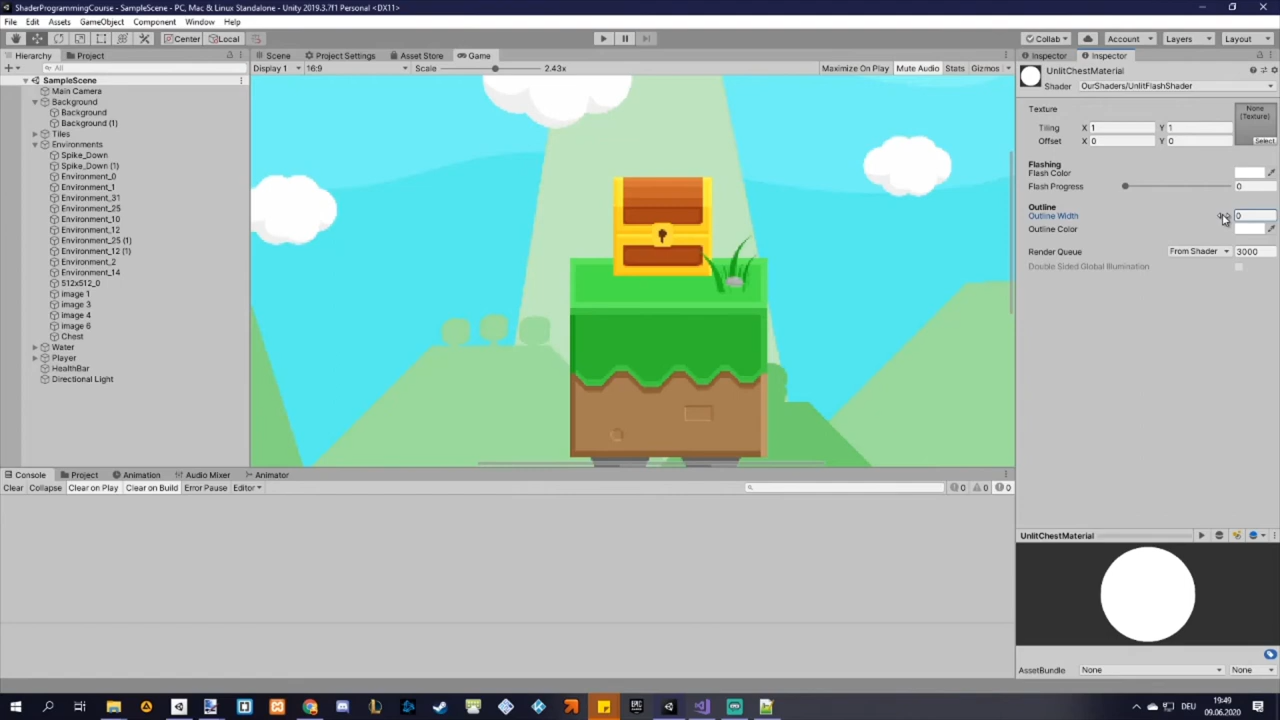 ShaderProgrammingCourse - SampleScene - PC, Mac & Linux Standalone - Unity 2019.3.7f1 Personal <DX11>
File Edit Assets GameObject Component Window Help
Center Local Collab Account Layers Layout
Hierarchy Project Scene Project Settings Asset Store Game Inspector Inspector
All
Display 1 16:9 Scale 2.43x Maximize On Play Mute Audio Stats Gizmos
UnlitChestMaterial
Shader OurShaders/UnlitFlashShader
SampleScene
Main Camera
Background
Background
Background (1)
Tiles
Environments
Spike_Down
Spike_Down (1)
Environment_0
Environment_1
Environment_31
Environment_25
Environment_10
Environment_12
Environment_25 (1)
Environment_12 (1)
Environment_2
Environment_14
512x512_0
image 1
image 3
image 4
image 6
Chest
Water
Player
HealthBar
Directional Light
Texture
None
(Texture)
Select
Tiling X 1 Y 1
Offset X 0 Y 0
Flashing
Flash Color
Flash Progress 0
Outline
Outline Width 0
Outline Color
Render Queue From Shader 3000
Double Sided Global Illumination
Console Project Animation Audio Mixer Animator
Clear Collapse Clear on Play Clear on Build Error Pause Editor 0 0 0
UnlitChestMaterial
AssetBundle None None
DEU
19:49
09.06.2020